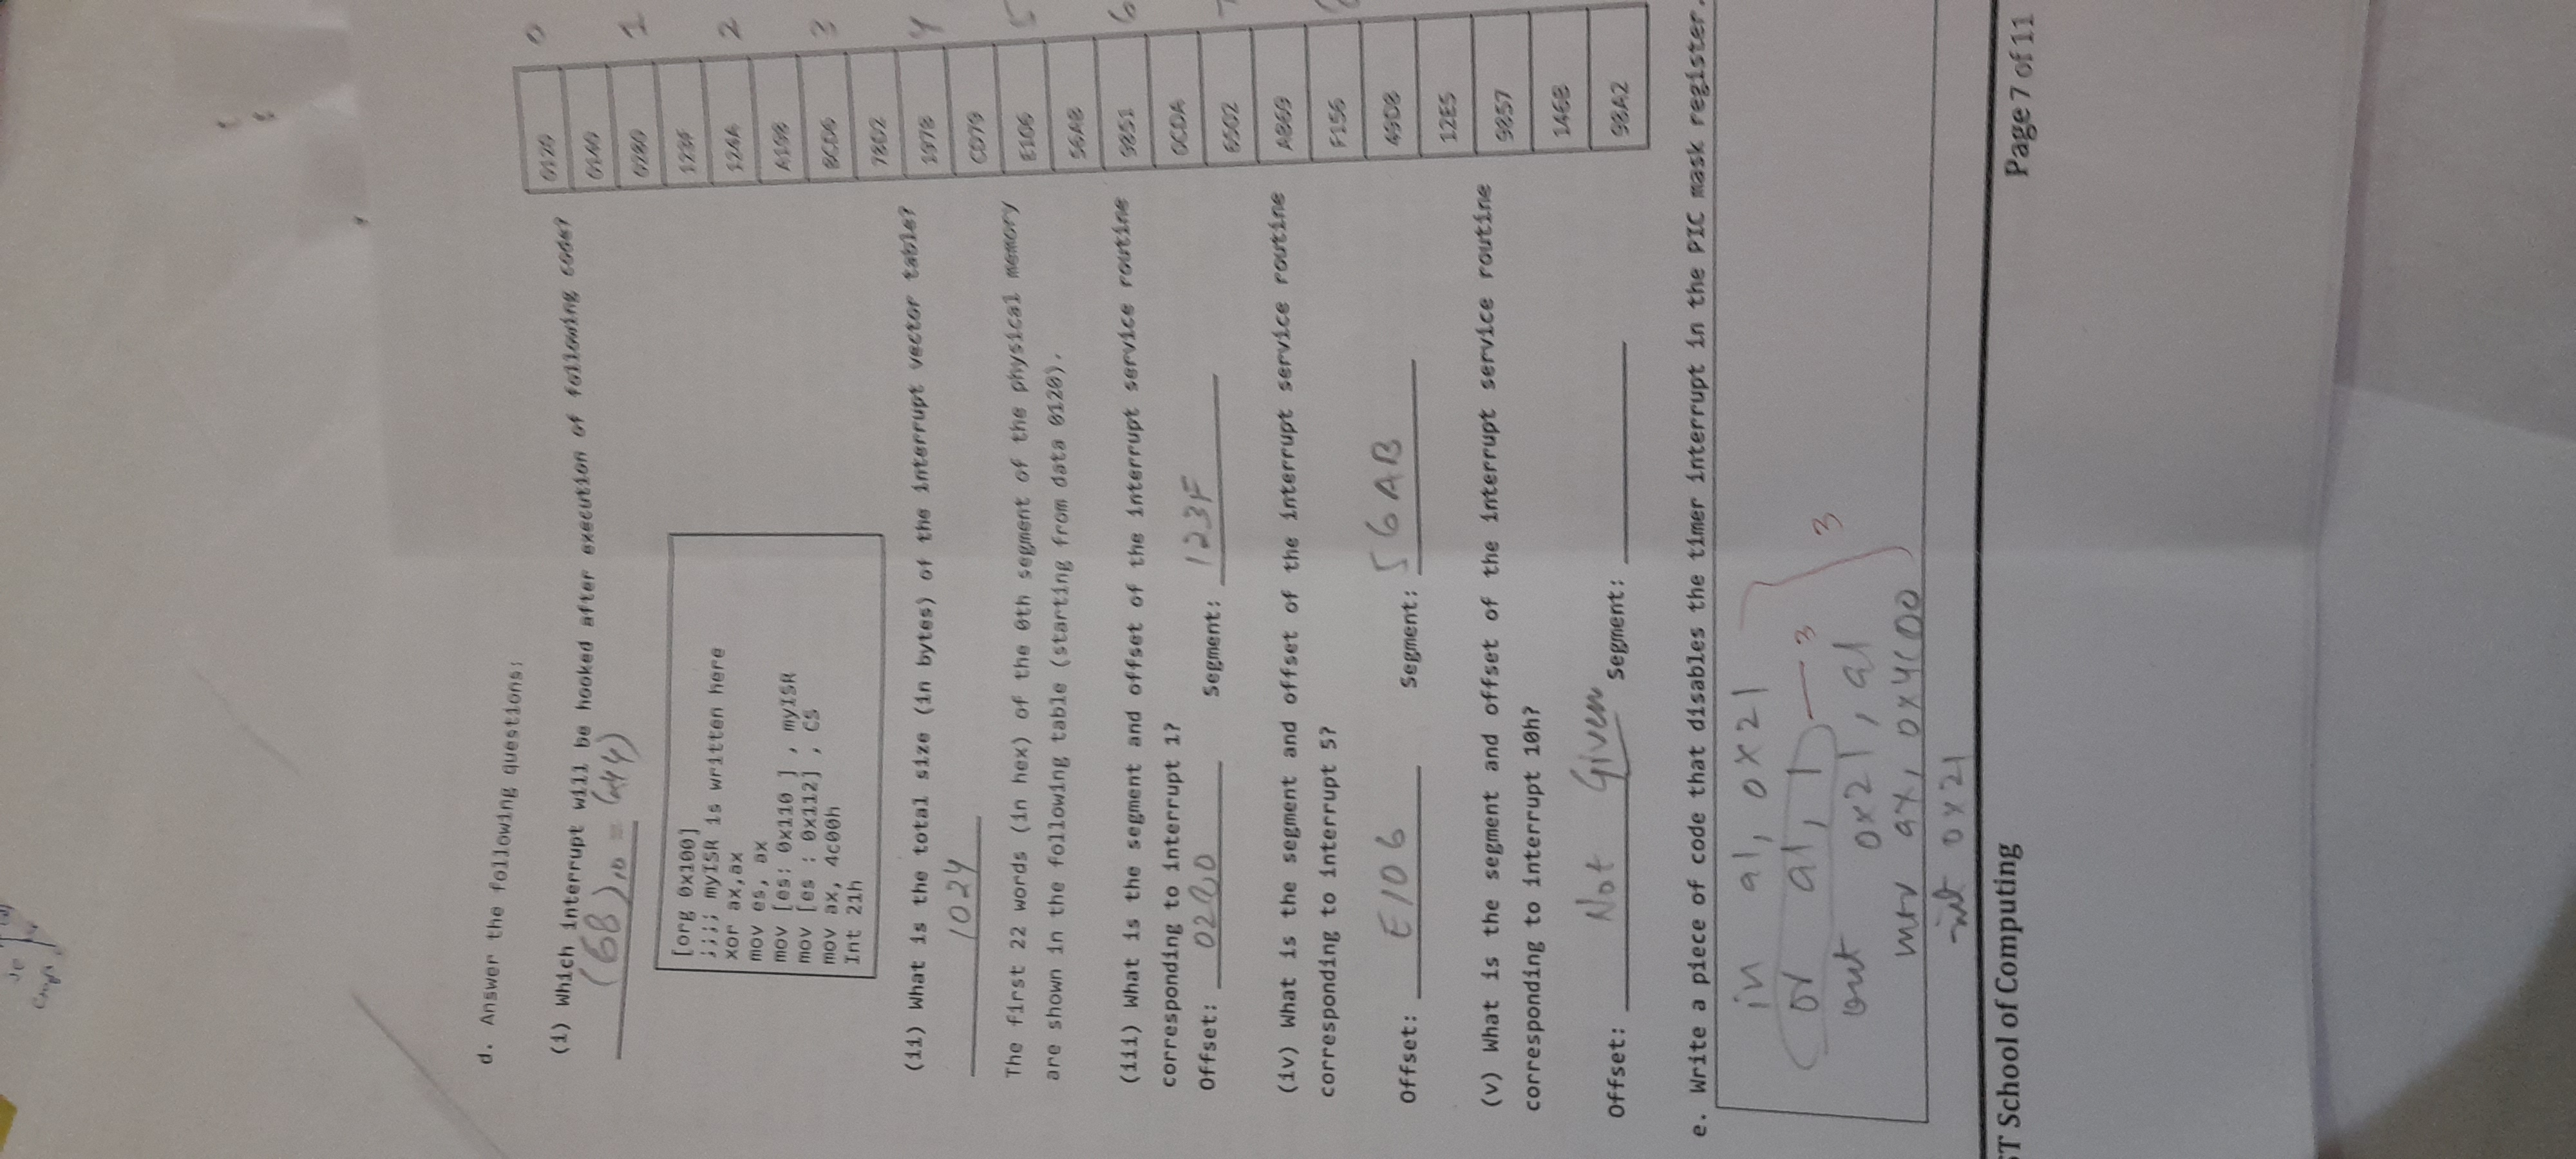 d. Answer the following questions:
(i) Which interrupt will be hooked after execution of following code?
(68)10 = (44)
[org 0x100]
;;;; myISR is written here
xor ax,ax
mov es, ax
mov [es: 0x110 ] , myISR
mov [es : 0x112] , CS
mov ax, 4c00h
Int 21h
(ii) What is the total size (in bytes) of the interrupt vector table?
1024
The first 22 words (in hex) of the 0th segment of the physical memory
are shown in the following table (starting from data 0120).
(iii) What is the segment and offset of the interrupt service routine
corresponding to interrupt 1?
Offset: 0280 Segment: 123F
(iv) What is the segment and offset of the interrupt service routine
corresponding to interrupt 5?
Offset: E106 Segment: 56AB
(v) What is the segment and offset of the interrupt service routine
corresponding to interrupt 10h?
Offset: Not Given Segment:
0120 0
0140
0280 1
123F
124A 2
A198
BCD6 3
7802
1978 4
CD79
E106 5
56AB
9851 6
0CDA
6502
A869
F156
49D8
12E5
9857
146B
98A2
e. Write a piece of code that disables the timer interrupt in the PIC mask register.
in al, 0x21
or al, 1 — 3
3
out 0x21, al
mov ax, 0x4C00
int 0x21
ST School of Computing
Page 7 of 11